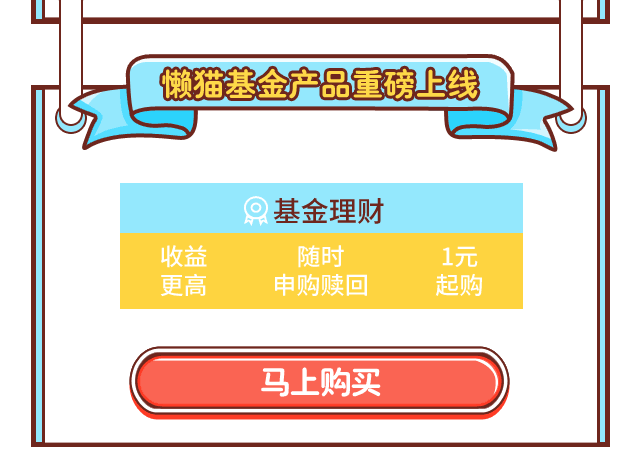 懒猫基金产品重磅上线
基金理财
收益 随时 1元
更高 申购赎回 起购
马上购买